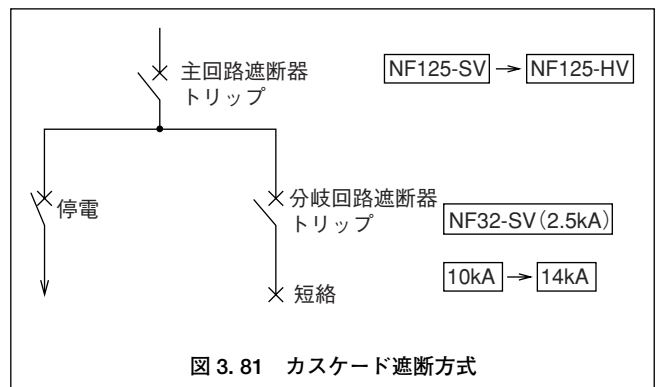 主回路遮断器
トリップ
NF125-SV → NF125-HV
停電
分岐回路遮断器
トリップ
NF32-SV(2.5kA)
10kA → 14kA
短絡
図3.81 カスケード遮断方式